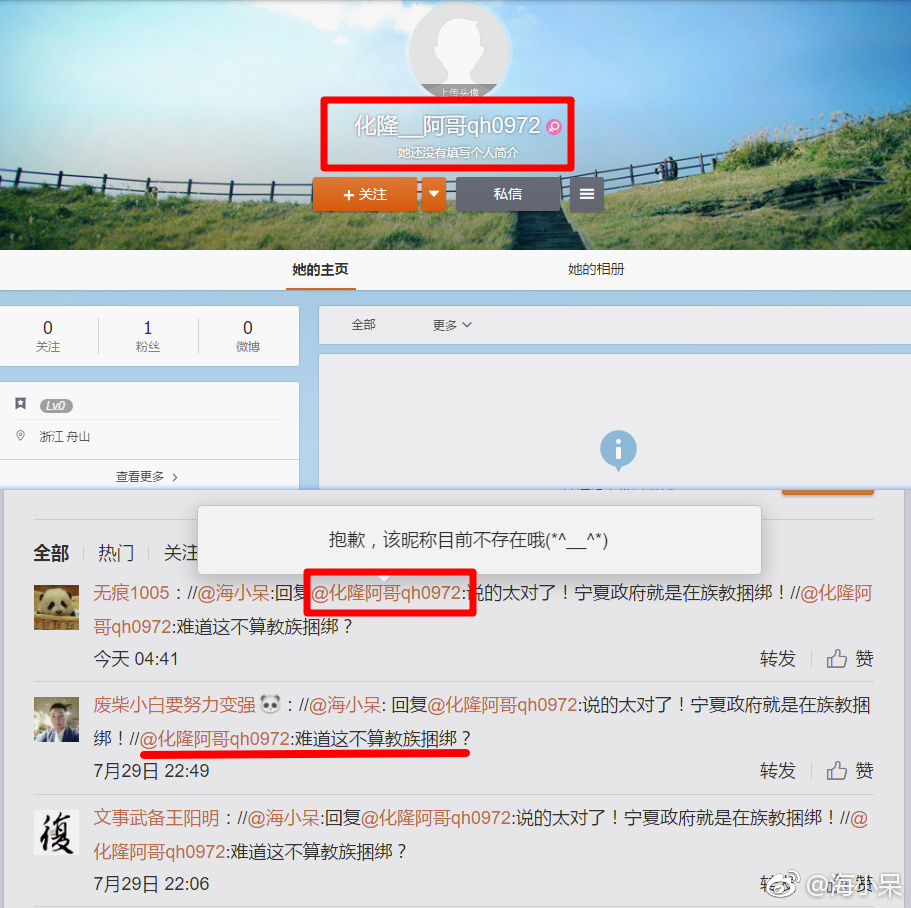 上传头像
化隆__阿哥qh0972
她还没有填写个人简介
+ 关注
私信
她的主页 她的相册
0 1 0
关注 粉丝 微博
全部 更多
Lv0
浙江 舟山
查看更多 >
抱歉，该昵称目前不存在哦(*^__^*)
全部 热门 关注
无痕1005：//@海小呆:回复@化隆阿哥qh0972:说的太对了！宁夏政府就是在族教捆绑！//@化隆阿
哥qh0972:难道这不算教族捆绑？
今天 04:41 转发 赞
废柴小白要努力变强：//@海小呆: 回复@化隆阿哥qh0972:说的太对了！宁夏政府就是在族教捆
绑！//@化隆阿哥qh0972:难道这不算教族捆绑？
7月29日 22:49 转发 赞
復
文事武备王阳明：//@海小呆:回复@化隆阿哥qh0972:说的太对了！宁夏政府就是在族教捆绑！//@
化隆阿哥qh0972:难道这不算教族捆绑？
7月29日 22:06 转发 赞
@海小呆